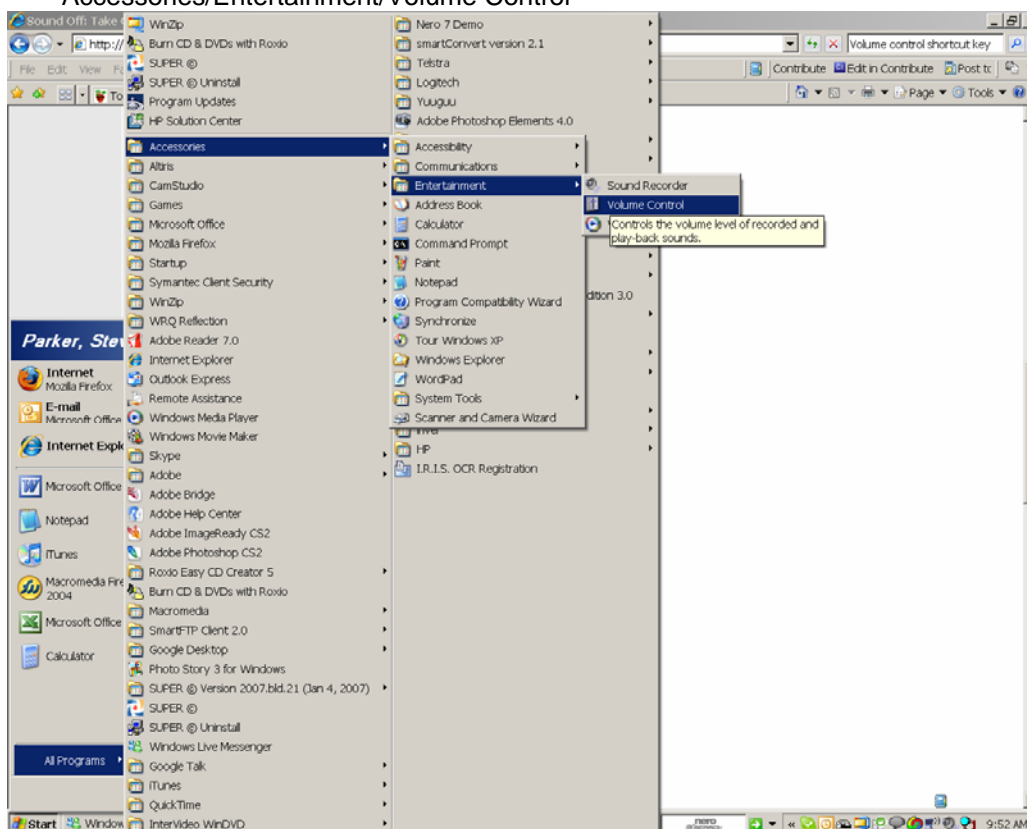 Accessories/Entertainment/Volume Control
Sound Off: Take
http://
Volume control shortcut key
File Edit View
Contribute Edit in Contribute Post to
To
Page Tools
WinZip
Burn CD & DVDs with Roxio
SUPER ©
SUPER © Uninstall
Program Updates
HP Solution Center
Accessories
Altiris
CamStudio
Games
Microsoft Office
Mozilla Firefox
Startup
Symantec Client Security
WinZip
WRQ Reflection
Adobe Reader 7.0
Internet Explorer
Outlook Express
Remote Assistance
Windows Media Player
Windows Movie Maker
Skype
Adobe
Adobe Bridge
Adobe Help Center
Adobe ImageReady CS2
Adobe Photoshop CS2
Roxio Easy CD Creator 5
Burn CD & DVDs with Roxio
Macromedia
SmartFTP Client 2.0
Google Desktop
Photo Story 3 for Windows
SUPER © Version 2007.bld.21 (Jan 4, 2007)
SUPER ©
SUPER © Uninstall
Windows Live Messenger
Google Talk
iTunes
QuickTime
InterVideo WinDVD
Nero 7 Demo
smartConvert version 2.1
Telstra
Logitech
Yuuguu
Adobe Photoshop Elements 4.0
dition 3.0
HP
I.R.I.S. OCR Registration
Accessibility
Communications
Entertainment
Address Book
Calculator
Command Prompt
Paint
Notepad
Program Compatibility Wizard
Synchronize
Tour Windows XP
Windows Explorer
WordPad
System Tools
Scanner and Camera Wizard
Sound Recorder
Volume Control
Controls the volume level of recorded and
play-back sounds.
Parker, Ste
Internet
Mozilla Firefox
E-mail
Microsoft Office
Internet Expl
Microsoft Office
Notepad
iTunes
Macromedia Fire
2004
Microsoft Office
Calculator
All Programs
Start
Window
nero
9:52 AM